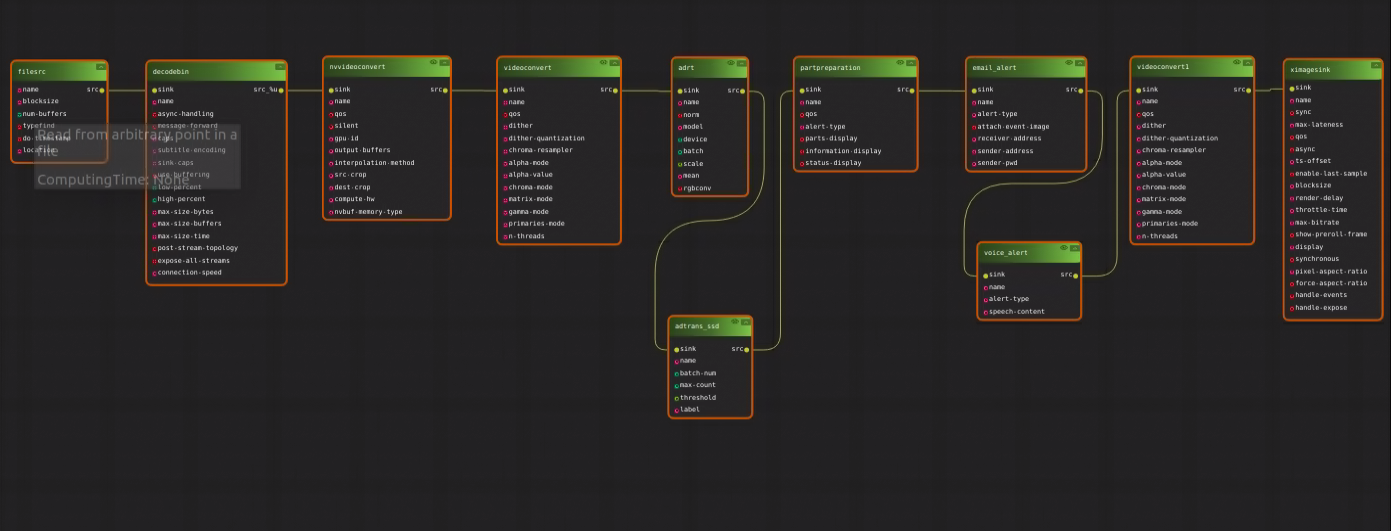 filesrc
name
src
blocksize
num-buffers
typefind
do-timestamp
location
Read from arbitrary point in a
file
ComputingTime: None
decodebin
sink
src_%u
name
async-handling
message-forward
subtitle-encoding
sink-caps
use-buffering
low-percent
high-percent
max-size-bytes
max-size-buffers
max-size-time
post-stream-topology
expose-all-streams
connection-speed
nvvideoconvert
sink
src
name
qos
silent
gpu-id
output-buffers
interpolation-method
src-crop
dest-crop
compute-hw
nvbuf-memory-type
videoconvert
sink
src
name
qos
dither
dither-quantization
chroma-resampler
alpha-mode
alpha-value
chroma-mode
matrix-mode
gamma-mode
primaries-mode
n-threads
adrt
sink
src
name
norm
model
device
batch
scale
mean
rgbconv
adtrans_ssd
sink
src
name
batch-num
max-count
threshold
label
partpreparation
sink
src
name
qos
alert-type
parts-display
information-display
status-display
email_alert
sink
src
name
alert-type
attach-event-image
receiver-address
sender-address
sender-pwd
voice_alert
sink
src
name
alert-type
speech-content
videoconvert1
sink
src
name
qos
dither
dither-quantization
chroma-resampler
alpha-mode
alpha-value
chroma-mode
matrix-mode
gamma-mode
primaries-mode
n-threads
ximagesink
sink
name
sync
max-lateness
qos
async
ts-offset
enable-last-sample
blocksize
render-delay
throttle-time
max-bitrate
show-preroll-frame
display
synchronous
pixel-aspect-ratio
force-aspect-ratio
handle-events
handle-expose